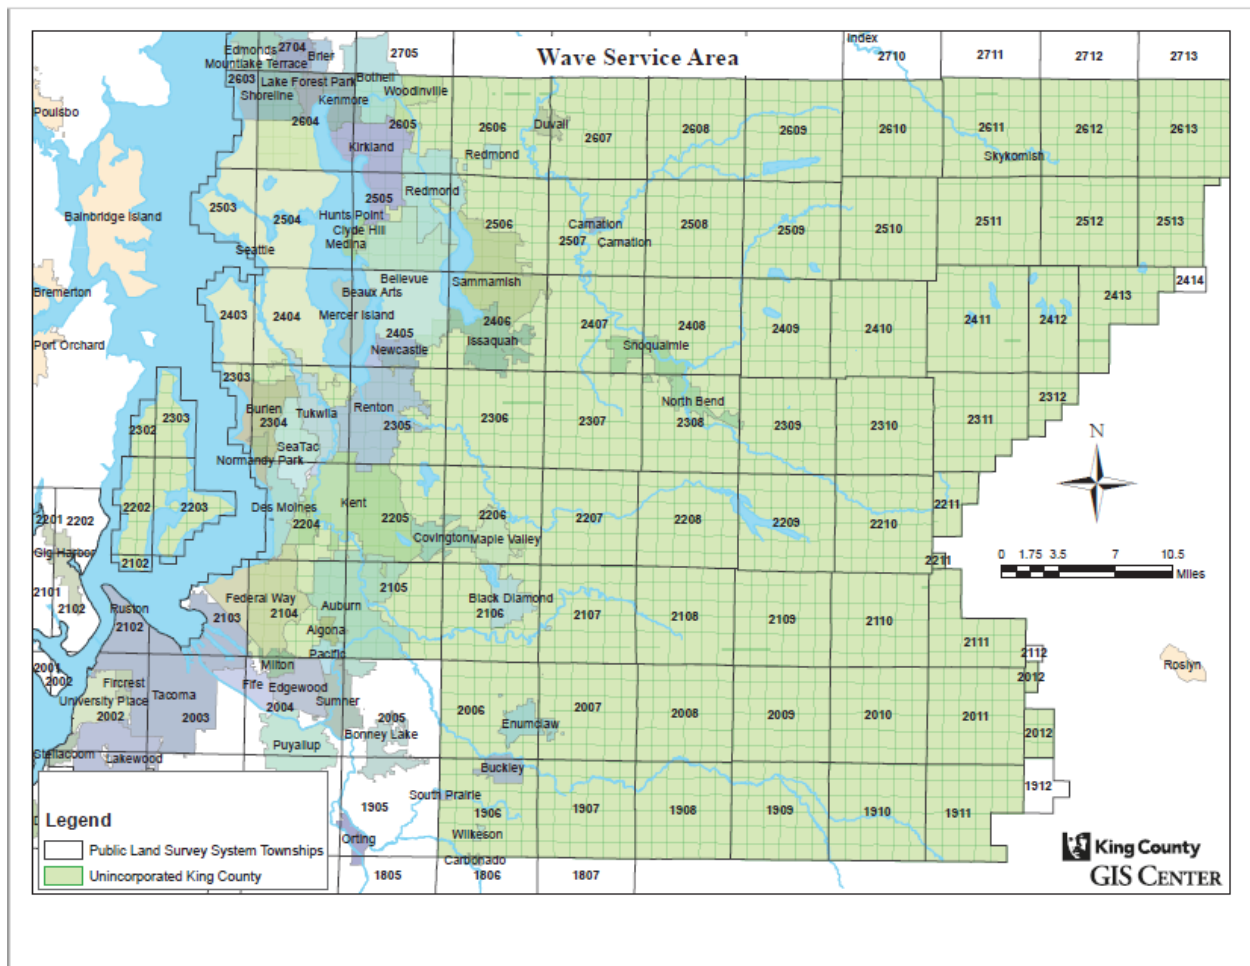 Wave Service Area
Index
Edmonds
2704
Brier
2705
2710
2711
2712
2713
Mountlake Terrace
2603
Lake Forest Park
Bothell
Shoreline
Kenmore
Woodinville
2604
2605
2606
Duvall
2607
2608
2609
2610
2611
2612
2613
Poulsbo
Kirkland
Redmond
Skykomish
Redmond
2505
2503
2504
Hunts Point
Clyde Hill
Medina
2506
Carnation
2507
Carnation
2508
2509
2510
2511
2512
2513
Bainbridge Island
Seattle
Bellevue
Sammamish
2414
Bremerton
Beaux Arts
2413
2403
2404
Mercer Island
2405
2406
2407
2408
2409
2410
2411
2412
Port Orchard
Newcastle
Issaquah
Snoqualmie
2303
2302
2303
Burien
2304
Tukwila
Renton
2305
2306
2307
North Bend
2308
2309
2310
2311
2312
SeaTac
Normandy Park
N
2201
2202
2202
2203
Des Moines
2204
Kent
2205
2206
2207
2208
2209
2210
2211
Gig Harbor
Covington
Maple Valley
2102
2211
0 1.75 3.5 7 10.5
Miles
2101
2102
Ruston
2102
2103
Federal Way
2104
2105
Auburn
Black Diamond
2106
2107
2108
2109
2110
2111
Algona
Pacific
2112
2001
2002
Milton
2012
Roslyn
Fircrest
Fife
Edgewood
University Place
Tacoma
Sumner
2002
2003
2004
2005
2006
2007
2008
2009
2010
2011
Enumclaw
Bonney Lake
Puyallup
2012
Steilacoom
Lakewood
Buckley
1912
South Prairie
1905
1906
1907
1908
1909
1910
1911
Orting
Wilkeson
Carbonado
1805
1806
1807
Legend
Public Land Survey System Townships
Unincorporated King County
King County
GIS CENTER